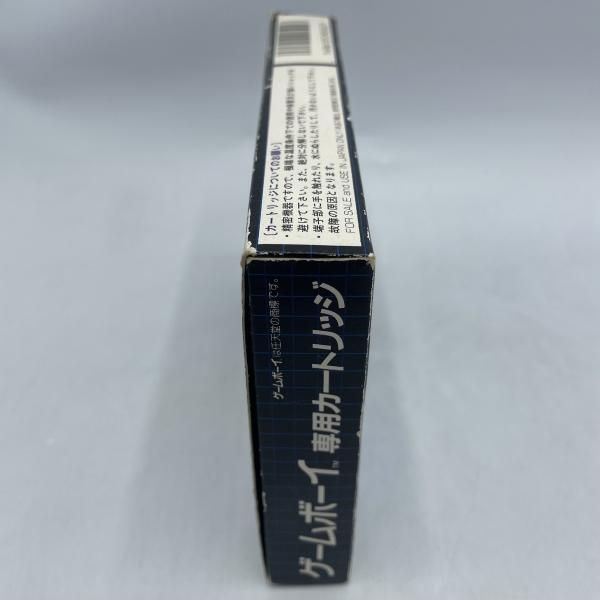 〔カートリッジについてのお願い〕
・精密機器ですので、極端な温度条件下での使用や保管及び強いショックを
避けて下さい。また、絶対に分解しないで下さい。
・端子部に手を触れたり、水にぬらしたりして、汚さないようにして下さい。
故障の原因となります。
FOR SALE and USE IN JAPAN ONLY
ゲームボーイは任天堂の商標です。
ゲームボーイ™専用カートリッジ